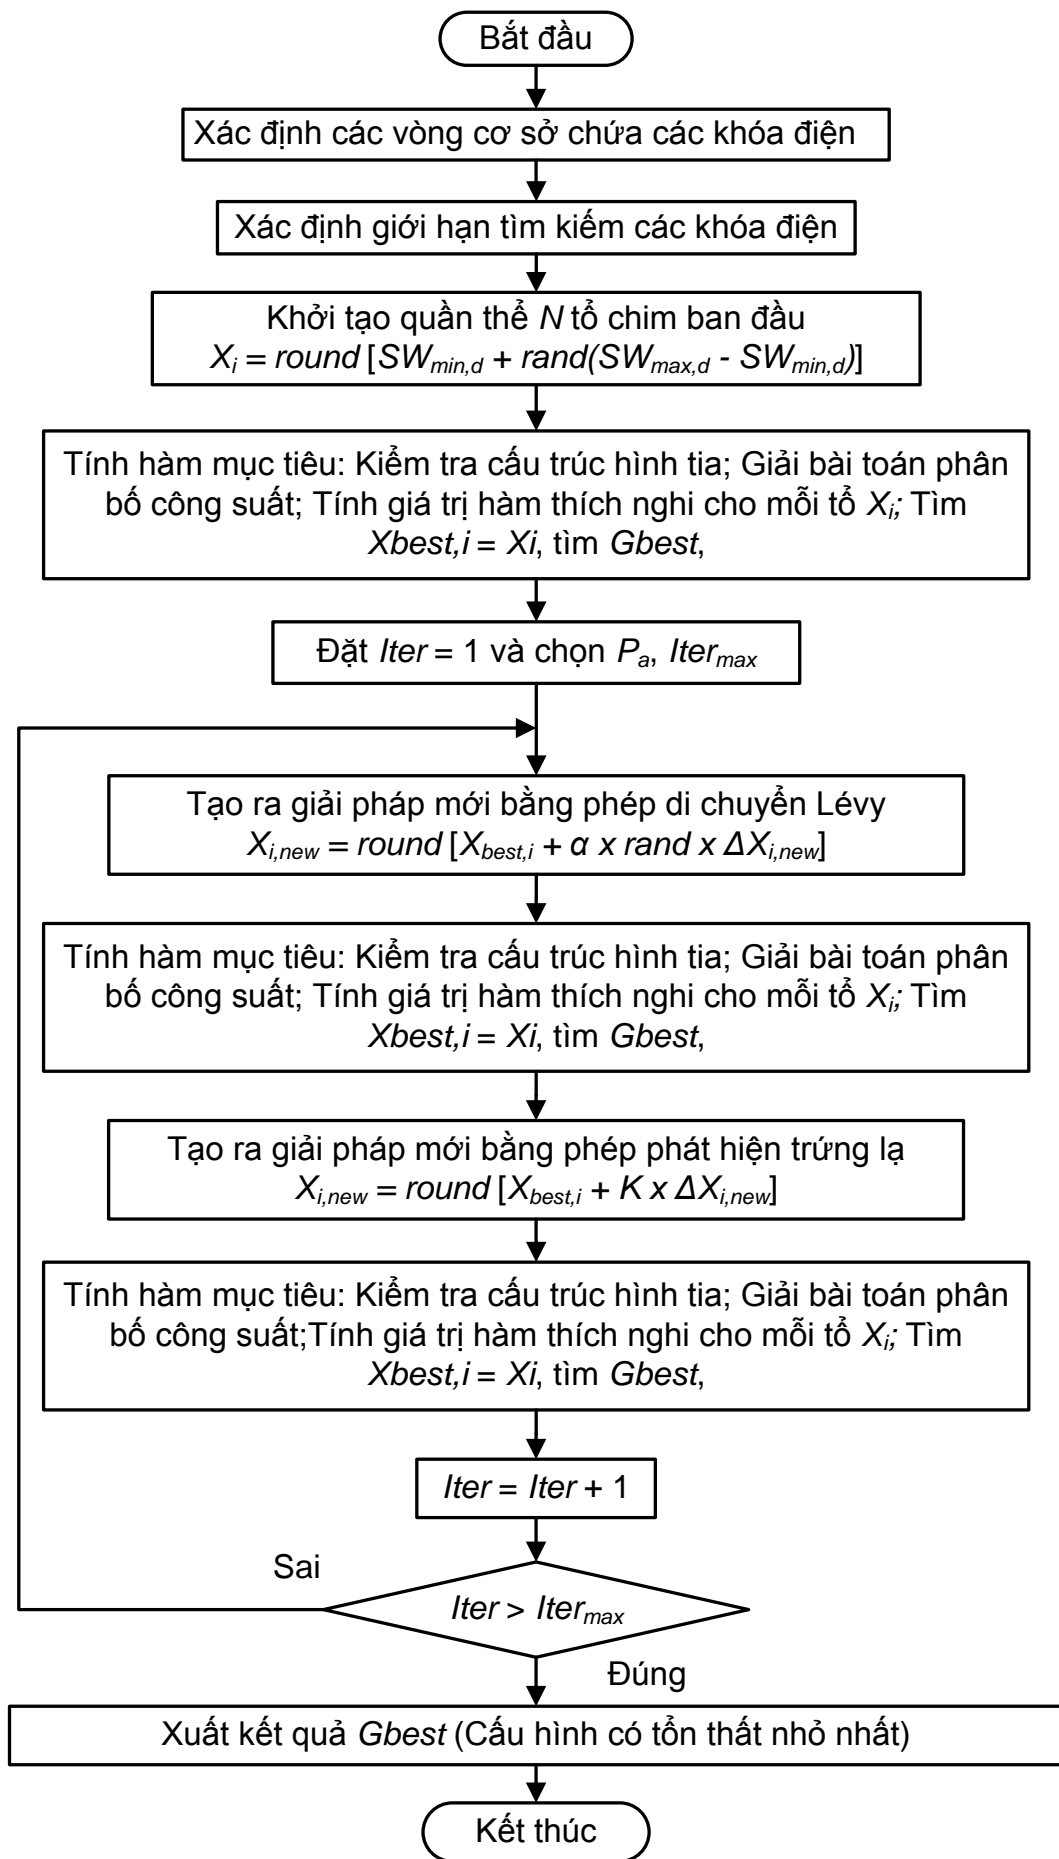 Bắt đầu
Xác định các vòng cơ sở chứa các khóa điện
Xác định giới hạn tìm kiếm các khóa điện
Khởi tạo quần thể N tổ chim ban đầu
Xi = round [SWmin,d + rand(SWmax,d - SWmin,d)]
Tính hàm mục tiêu: Kiểm tra cấu trúc hình tia; Giải bài toán phân
bố công suất; Tính giá trị hàm thích nghi cho mỗi tổ Xi; Tìm
Xbest,i = Xi, tìm Gbest,
Đặt Iter = 1 và chọn Pa, Itermax
Tạo ra giải pháp mới bằng phép di chuyển Lévy
Xi,new = round [Xbest,i + α x rand x ΔXi,new]
Tính hàm mục tiêu: Kiểm tra cấu trúc hình tia; Giải bài toán phân
bố công suất; Tính giá trị hàm thích nghi cho mỗi tổ Xi; Tìm
Xbest,i = Xi, tìm Gbest,
Tạo ra giải pháp mới bằng phép phát hiện trứng lạ
Xi,new = round [Xbest,i + K x ΔXi,new]
Tính hàm mục tiêu: Kiểm tra cấu trúc hình tia; Giải bài toán phân
bố công suất;Tính giá trị hàm thích nghi cho mỗi tổ Xi; Tìm
Xbest,i = Xi, tìm Gbest,
Iter = Iter + 1
Sai
Iter > Itermax
Đúng
Xuất kết quả Gbest (Cấu hình có tổn thất nhỏ nhất)
Kết thúc